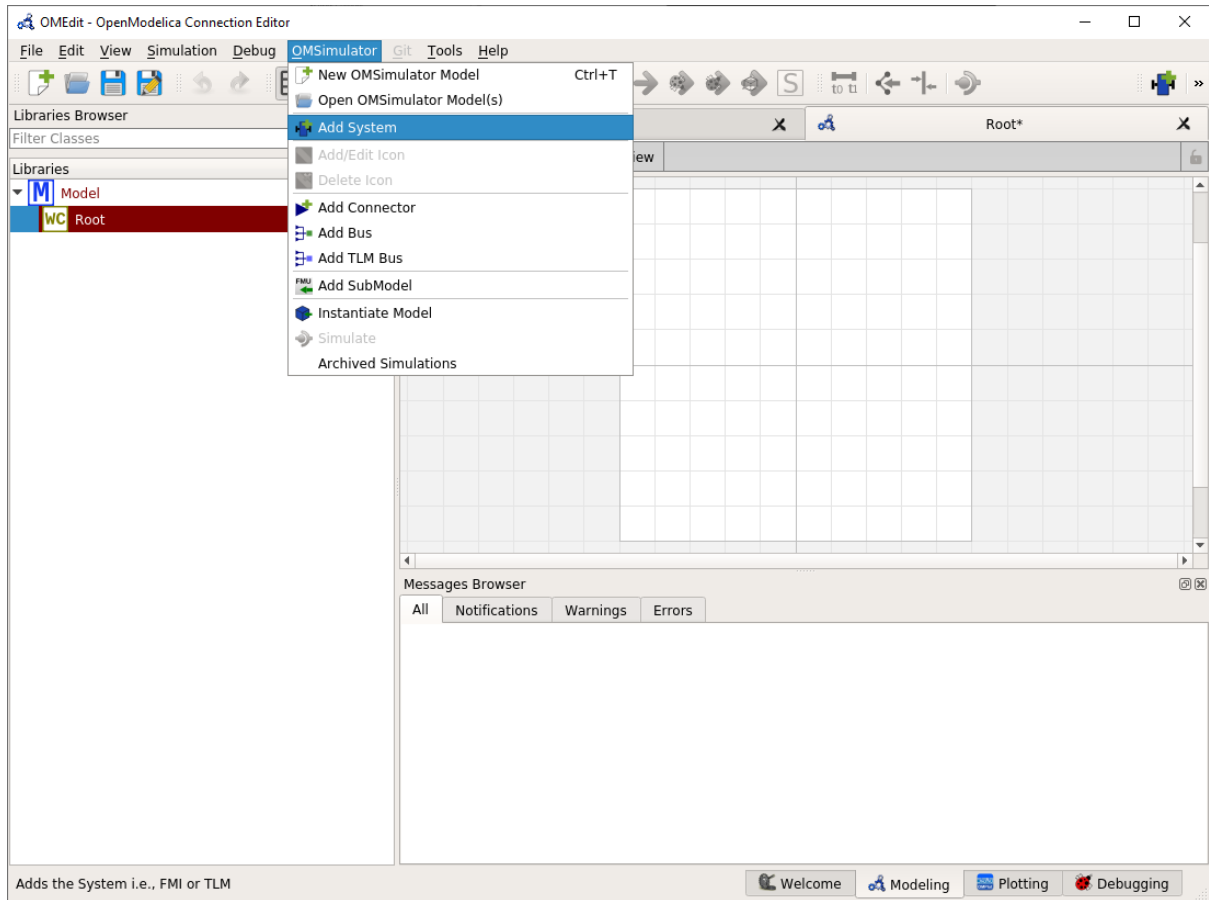 OMEdit - OpenModelica Connection Editor
File Edit View Simulation Debug OMSimulator Git Tools Help
New OMSimulator Model Ctrl+T
Open OMSimulator Model(s)
Add System
Add/Edit Icon
Delete Icon
Add Connector
Add Bus
Add TLM Bus
FMU Add SubModel
Instantiate Model
Simulate
Archived Simulations
S
to
»
Libraries Browser
Filter Classes
Libraries
M Model
WC Root
Root*
iew
Messages Browser
All Notifications Warnings Errors
Adds the System i.e., FMI or TLM
Welcome Modeling Plotting Debugging